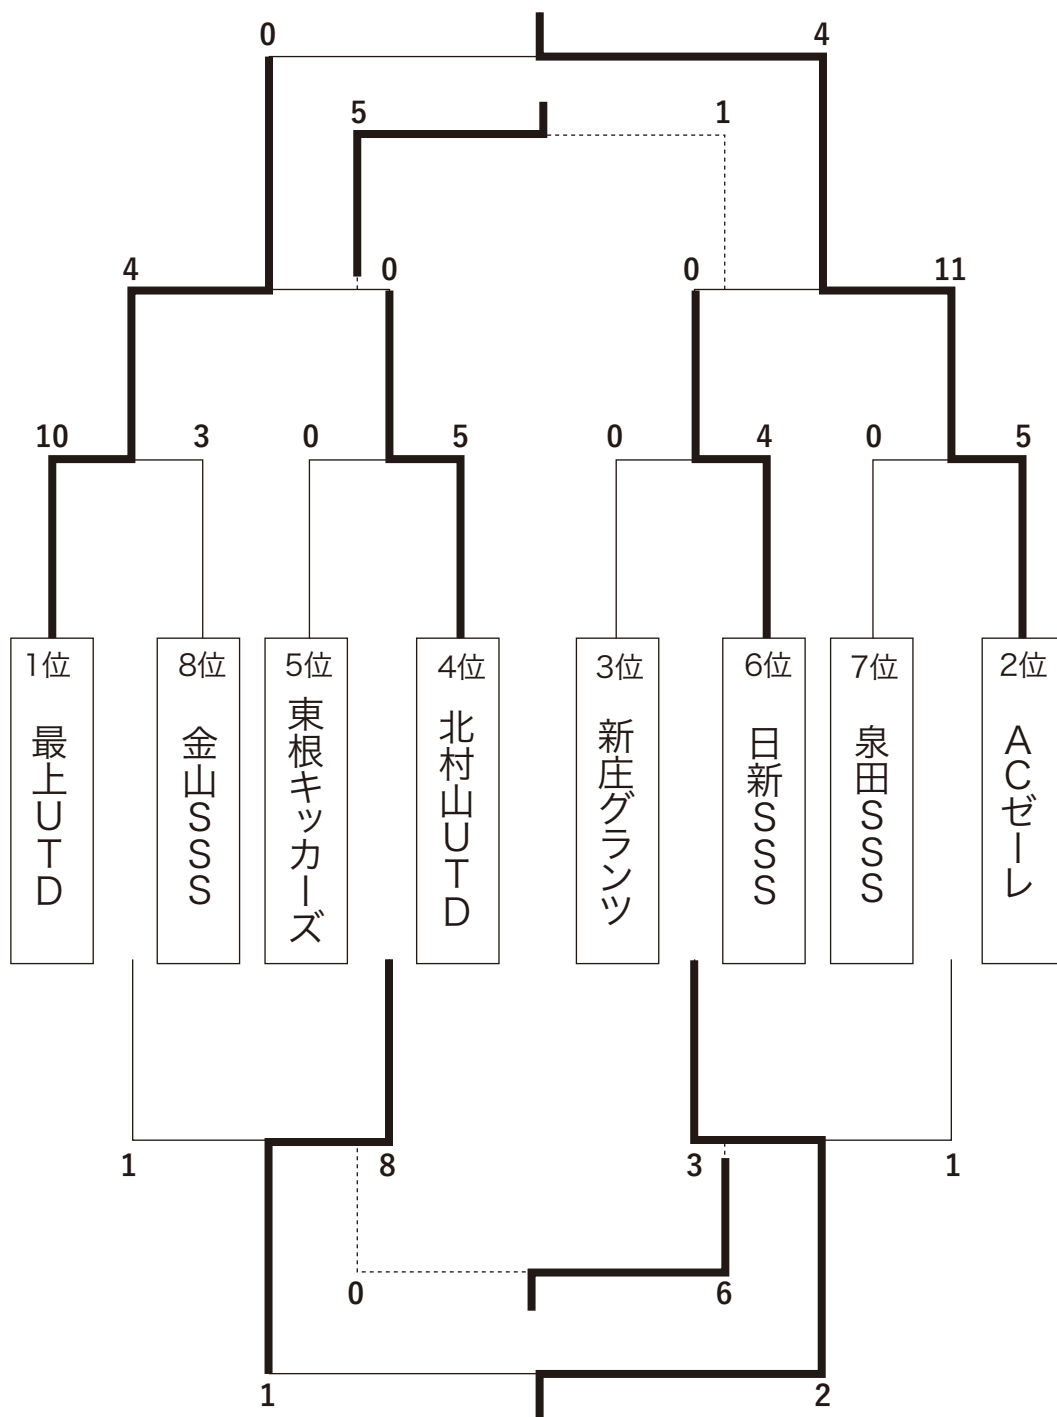 0 4
5 1
4 0 0 11
10 3 0 5 0 4 0 5
1位
最上UTD
8位
金山SSS
5位
東根キッカーズ
4位
北村山UTD
3位
新庄グランツ
6位
日新SSS
7位
泉田SSS
2位
ACゼーレ
1 8 3 1
0 6
1 2